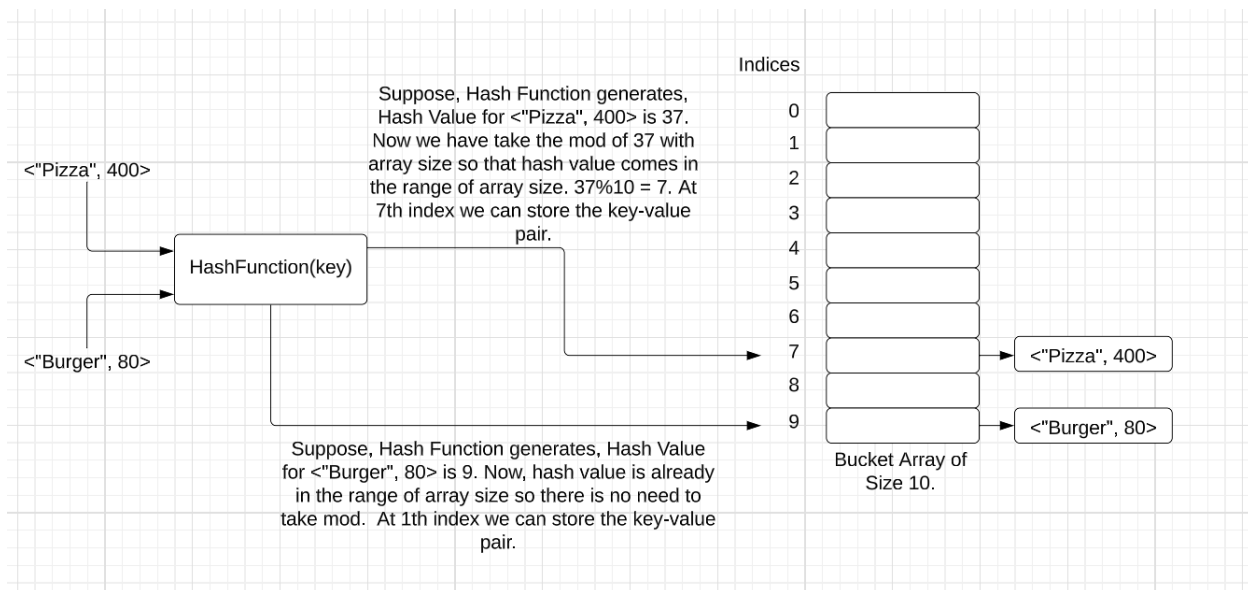 Indices
Suppose, Hash Function generates,
Hash Value for <"Pizza", 400> is 37.
Now we have take the mod of 37 with
array size so that hash value comes in
the range of array size. 37%10 = 7. At
7th index we can store the key-value
pair.
<"Pizza", 400>
HashFunction(key)
<"Burger", 80>
0
1
2
3
4
5
6
7
8
9
<"Pizza", 400>
<"Burger", 80>
Suppose, Hash Function generates, Hash Value
for <"Burger", 80> is 9. Now, hash value is already
in the range of array size so there is no need to
take mod.  At 1th index we can store the key-value
pair.
Bucket Array of
Size 10.